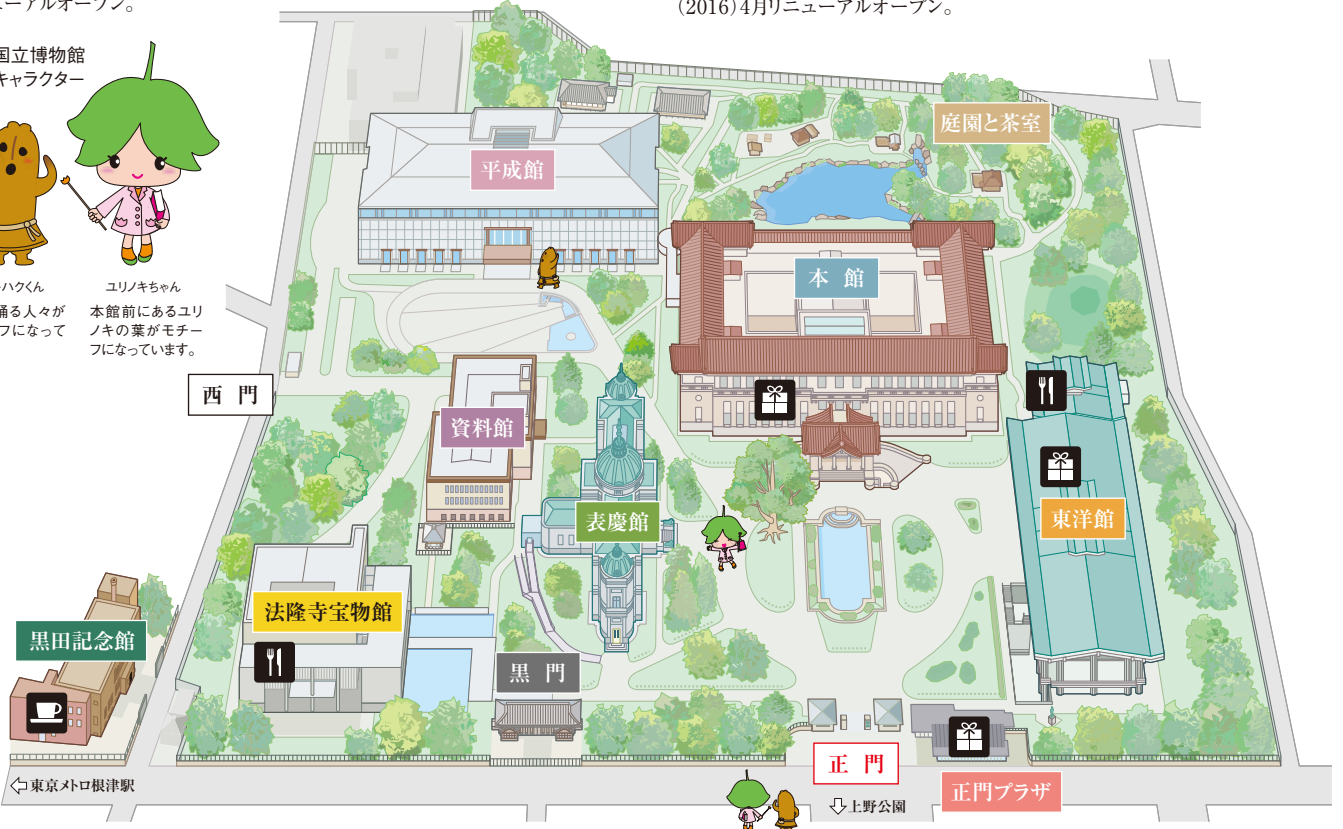 ューアルオープン。
(2016)4月リニューアルオープン。
国立博物館
キャラクター
ハクくん
踊る人々が
フになって
ユリノキちゃん
本館前にあるユリ
ノキの葉がモチー
フになっています。
庭園と茶室
平成館
本館
西門
資料館
表慶館
東洋館
法隆寺宝物館
黒田記念館
黒門
正門
正門プラザ
⇦東京メトロ根津駅
⇩上野公園